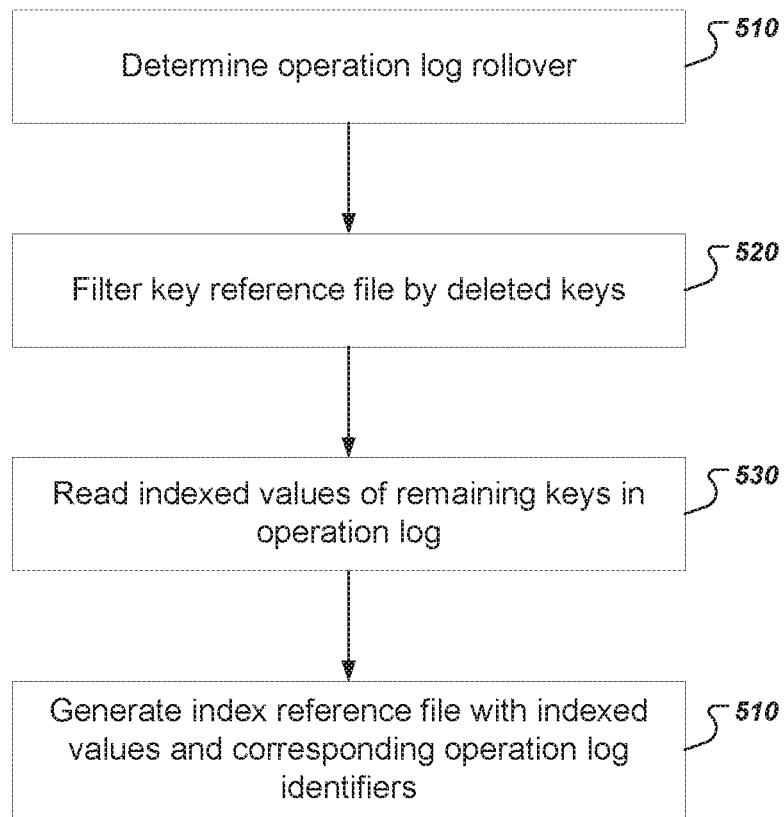 Determine operation log rollover
510
Filter key reference file by deleted keys
520
Read indexed values of remaining keys in
operation log
530
Generate index reference file with indexed
values and corresponding operation log
identifiers
510